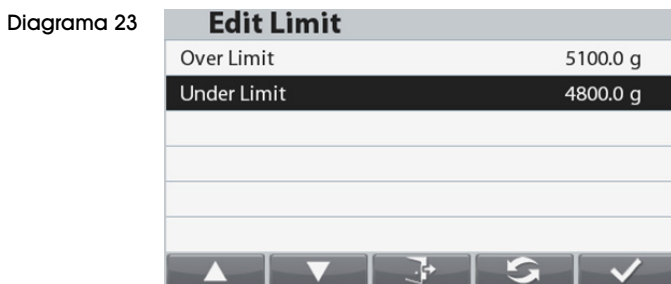 Diagrama 23
Edit Limit
Over Limit 5100.0 g
Under Limit 4800.0 g